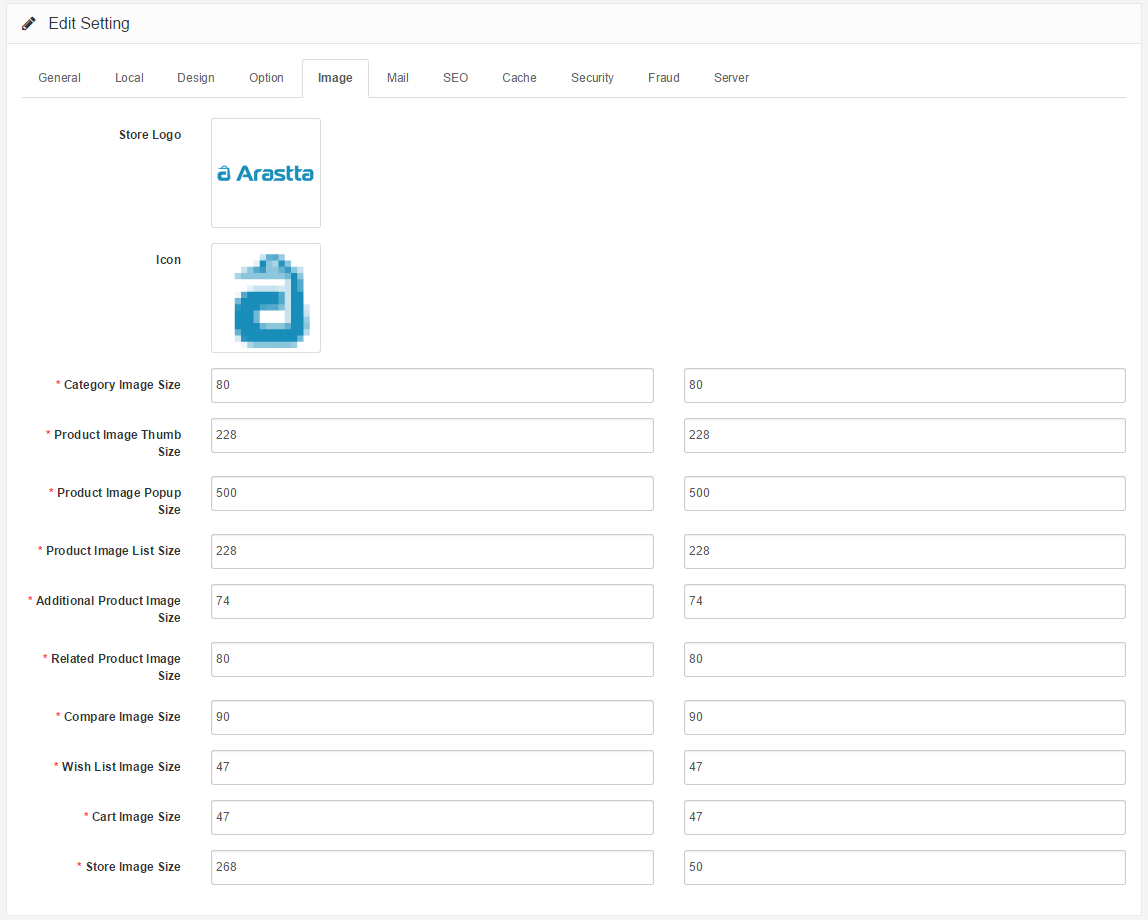 Edit Setting
General Local Design Option Image Mail SEO Cache Security Fraud Server
Store Logo
a Arastta
Icon
a
* Category Image Size 80 80
* Product Image Thumb
Size 228 228
* Product Image Popup
Size 500 500
* Product Image List Size 228 228
* Additional Product Image
Size 74 74
* Related Product Image
Size 80 80
* Compare Image Size 90 90
* Wish List Image Size 47 47
* Cart Image Size 47 47
* Store Image Size 268 50